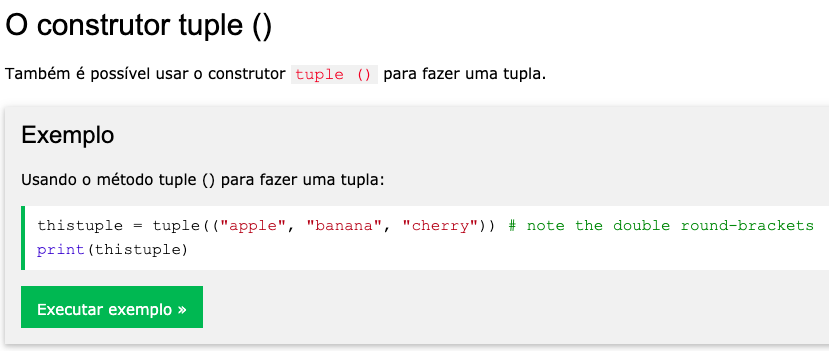 O construtor tuple ()
Também é possível usar o construtor tuple () para fazer uma tupla.
Exemplo
Usando o método tuple () para fazer uma tupla:
thistuple = tuple(("apple", "banana", "cherry")) # note the double round-brackets
print(thistuple)
Executar exemplo »